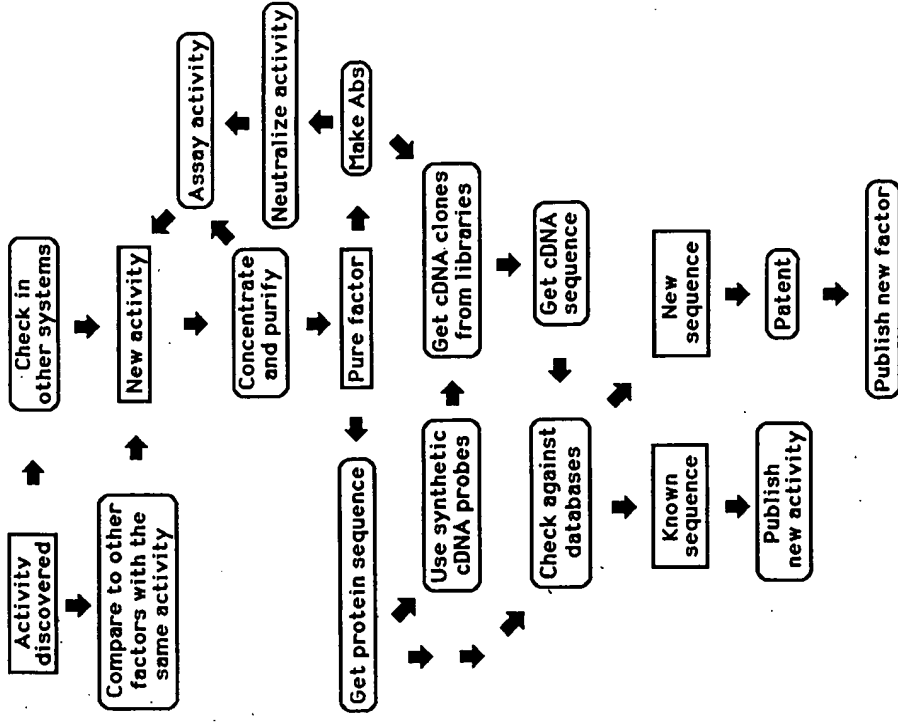 Activity
discovered
Check in
other systems
Compare to other
factors with the
same activity
New activity
Assay activity
Concentrate
and purify
Neutralize activity
Pure factor
Make Abs
Get protein sequence
Use synthetic
cDNA probes
Get cDNA clones
from libraries
Get cDNA
sequence
Check against
databases
Known
sequence
New
sequence
Publish
new activity
Patent
Publish new factor